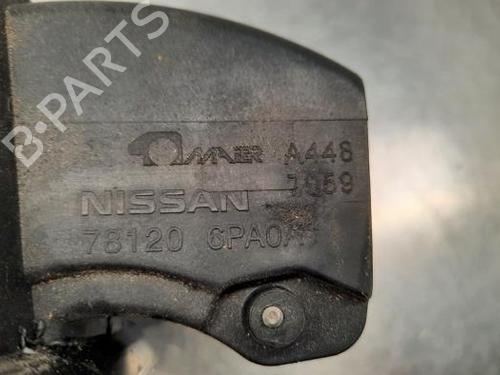 B-PARTS
MAIER A448
7059
NISSAN
78120 6PA0A